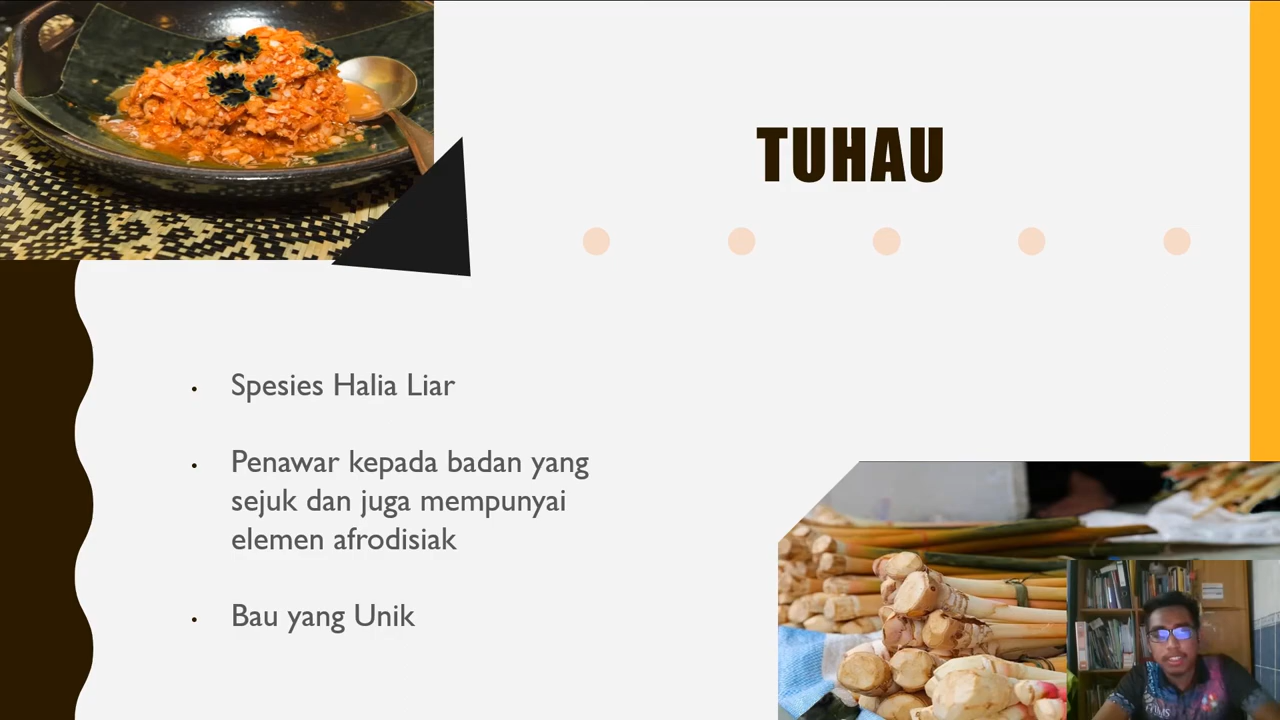 TUHAU
Spesies Halia Liar
Penawar kepada badan yang
sejuk dan juga mempunyai
elemen afrodisiak
Bau yang Unik